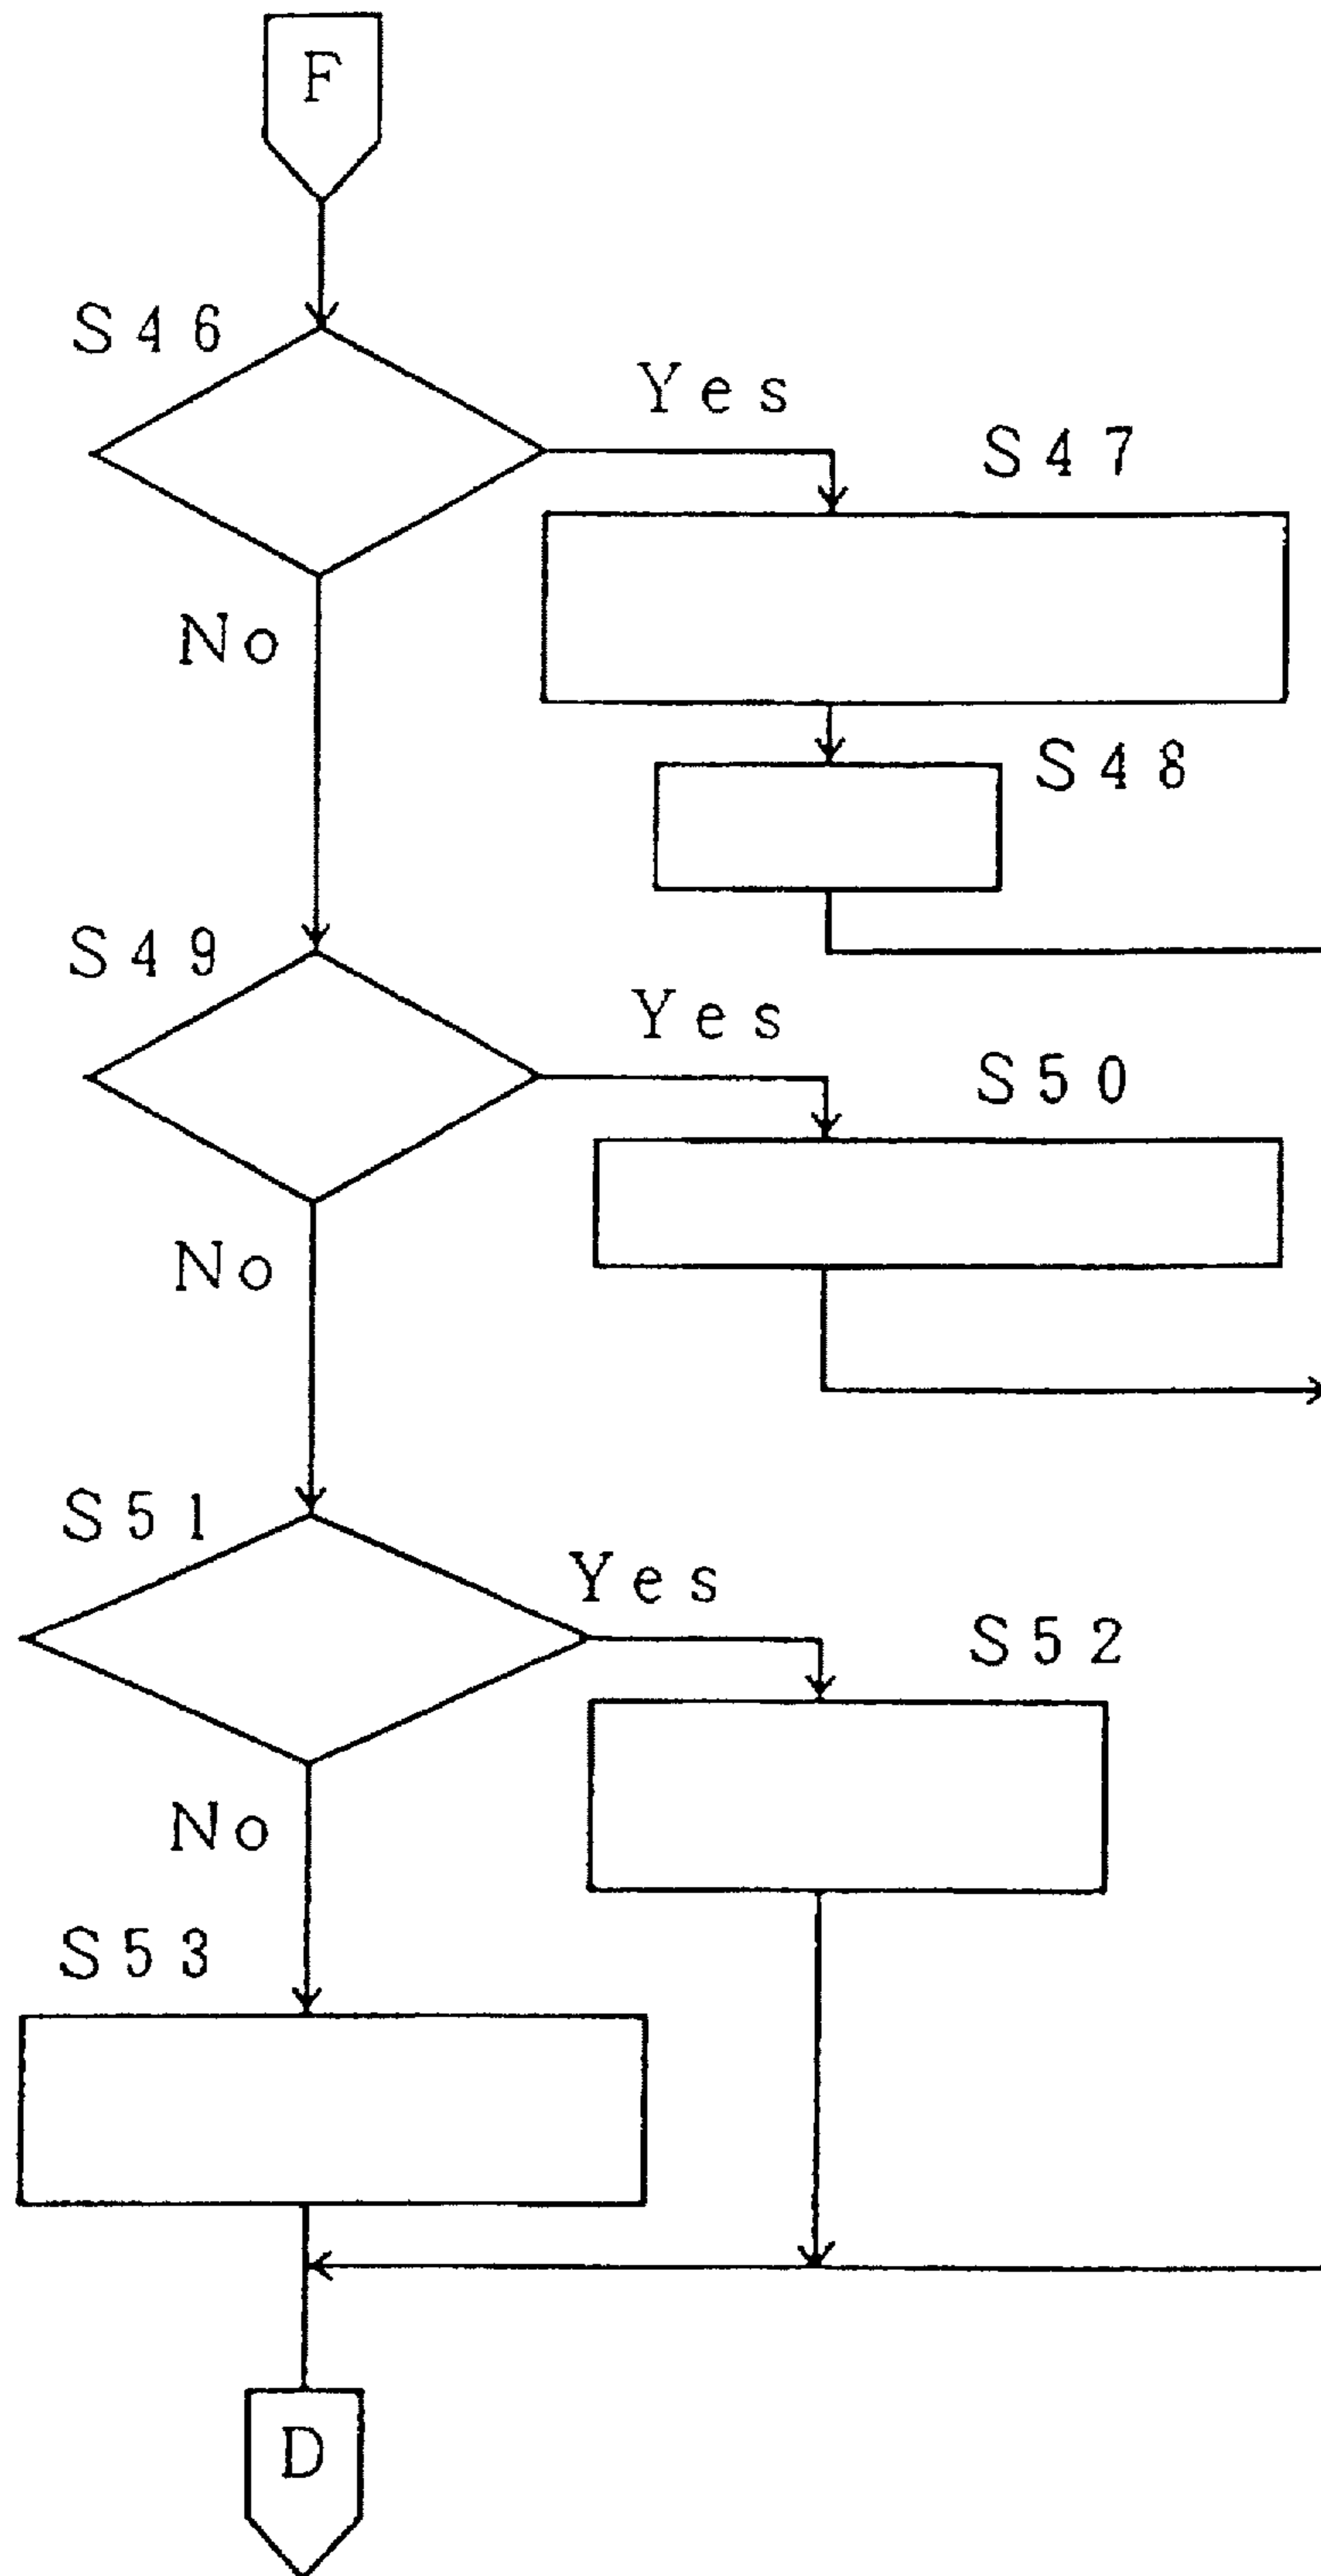 F
S46
Yes
S47
No
S48
S49
Yes
S50
No
S51
Yes
S52
No
S53
D